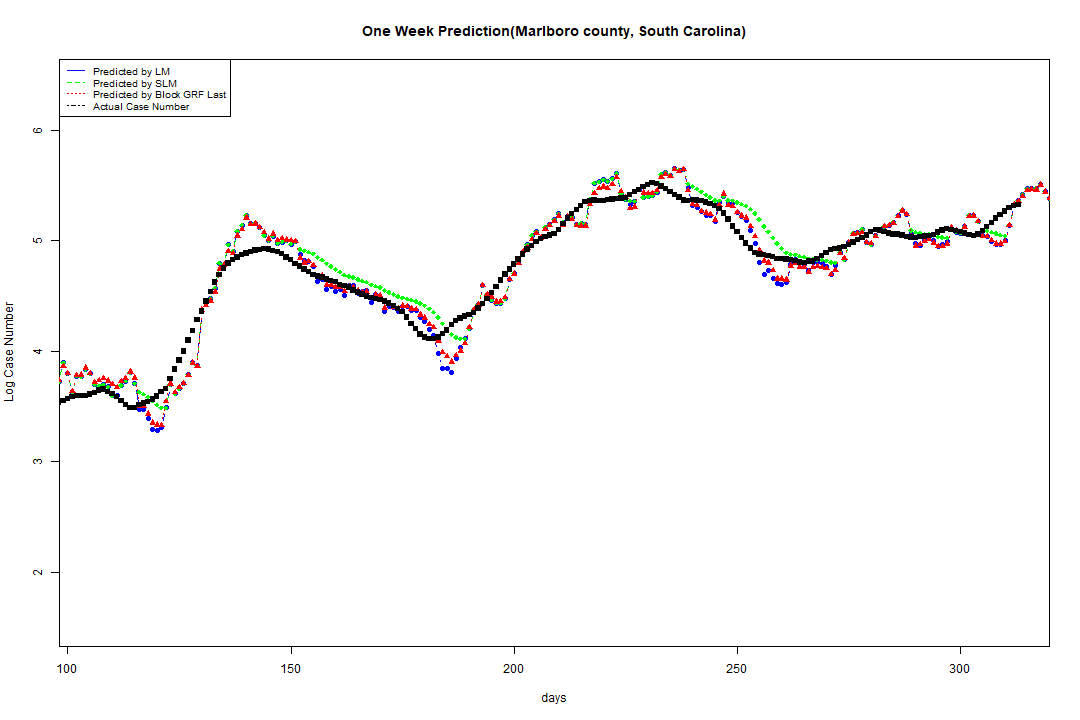 One Week Prediction(Marlboro county, South Carolina)
Predicted by LM
Predicted by SLM
Predicted by Block GRF Last
Actual Case Number
6
5
4
3
2
Log Case Number
100 150 200 250 300
days